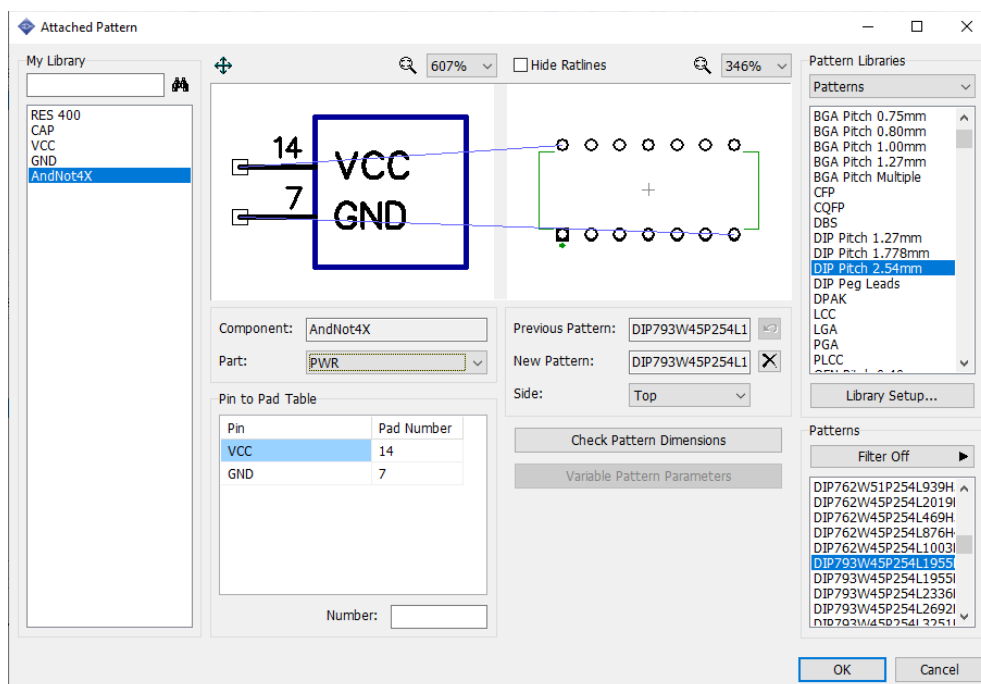 Attached Pattern
My Library
RES 400
CAP
VCC
GND
AndNot4X
607%
Hide Ratlines
346%
14
VCC
7
GND
Component: AndNot4X
Part: PWR
Pin to Pad Table
Pin Pad Number
VCC 14
GND 7
Number:
Previous Pattern: DIP793W45P254L1
New Pattern: DIP793W45P254L1
Side: Top
Check Pattern Dimensions
Variable Pattern Parameters
Pattern Libraries
Patterns
BGA Pitch 0.75mm
BGA Pitch 0.80mm
BGA Pitch 1.00mm
BGA Pitch 1.27mm
BGA Pitch Multiple
CFP
CQFP
DBS
DIP Pitch 1.27mm
DIP Pitch 1.778mm
DIP Pitch 2.54mm
DIP Peg Leads
DPAK
LCC
LGA
PGA
PLCC
Library Setup...
Patterns
Filter Off
DIP762W51P254L939H
DIP762W45P254L2019
DIP762W45P254L469H
DIP762W45P254L876H
DIP762W45P254L1003
DIP793W45P254L1955
DIP793W45P254L1955
DIP793W45P254L2336
DIP793W45P254L2692
DIP793W45P254L3251
OK
Cancel